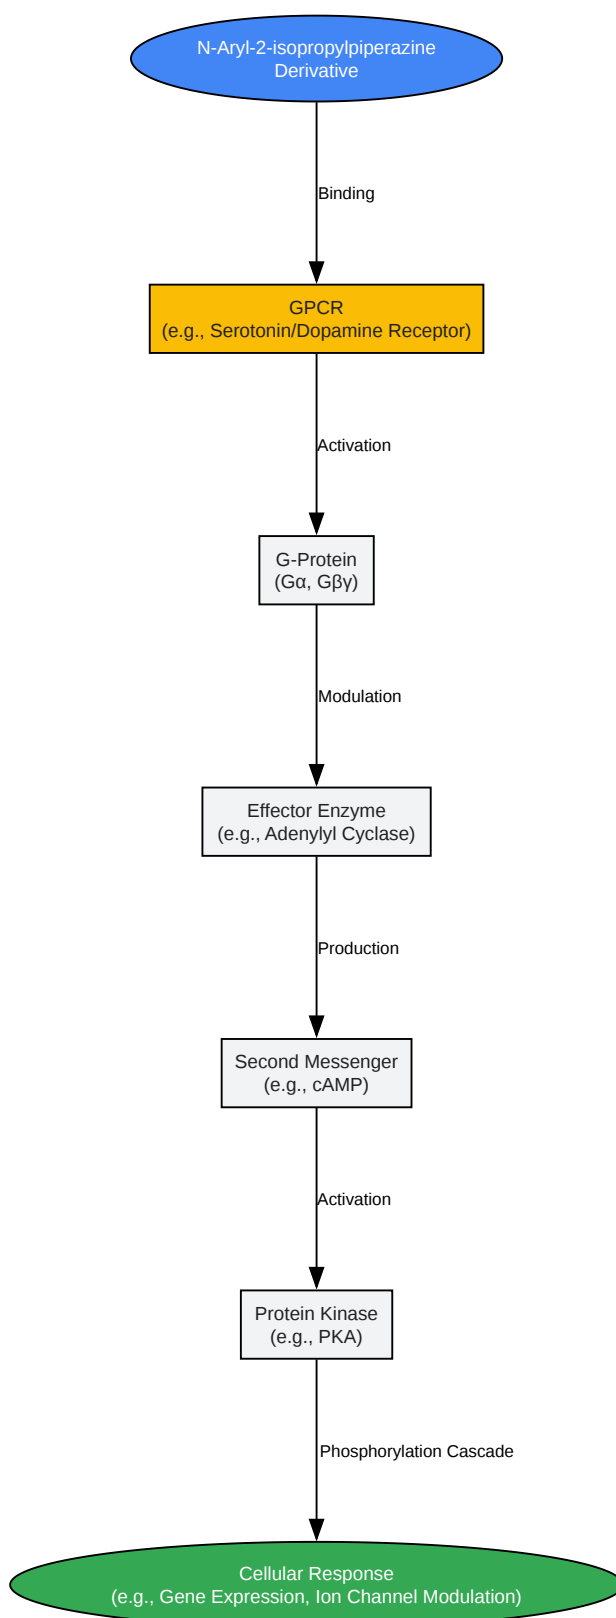 N-Aryl-2-isopropylpiperazine
Derivative
Binding
GPCR
(e.g., Serotonin/Dopamine Receptor)
Activation
G-Protein
(Gα, Gβγ)
Modulation
Effector Enzyme
(e.g., Adenylyl Cyclase)
Production
Second Messenger
(e.g., cAMP)
Activation
Protein Kinase
(e.g., PKA)
Phosphorylation Cascade
Cellular Response
(e.g., Gene Expression, Ion Channel Modulation)